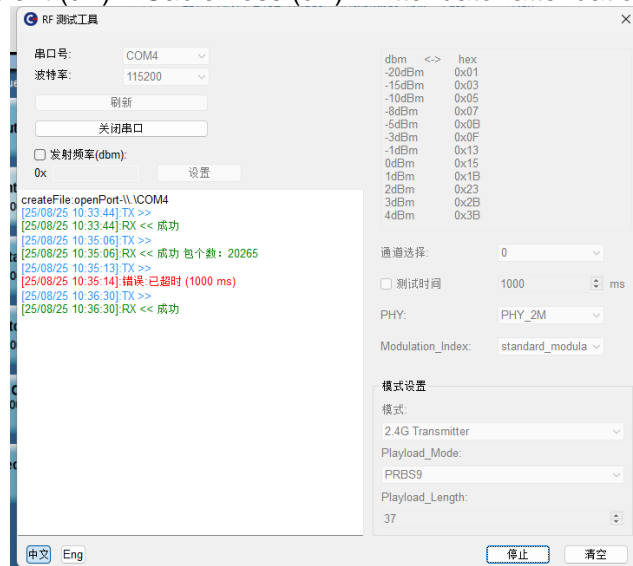 RF 测试工具
串口号: COM4
波特率: 115200
刷新
关闭串口
发射频率(dbm):
0x 设置
createFile:openPort-\\.\COM4
[25/08/25 10:33:44]:TX >>
[25/08/25 10:33:44]:RX << 成功
[25/08/25 10:35:06]:TX >>
[25/08/25 10:35:06]:RX << 成功 包个数：20265
[25/08/25 10:35:13]:TX >>
[25/08/25 10:35:14]:错误:已超时 (1000 ms)
[25/08/25 10:36:30]:TX >>
[25/08/25 10:36:30]:RX << 成功
dbm <-> hex
-20dBm 0x01
-15dBm 0x03
-10dBm 0x05
-8dBm 0x07
-5dBm 0x0B
-3dBm 0x0F
-1dBm 0x13
0dBm 0x15
1dBm 0x1B
2dBm 0x23
3dBm 0x2B
4dBm 0x3B
通道选择: 0
测试时间 1000 ms
PHY: PHY_2M
Modulation_Index: standard_modula
模式设置
模式:
2.4G Transmitter
Playload_Mode:
PRBS9
Playload_Length:
37
中文 Eng
停止 清空